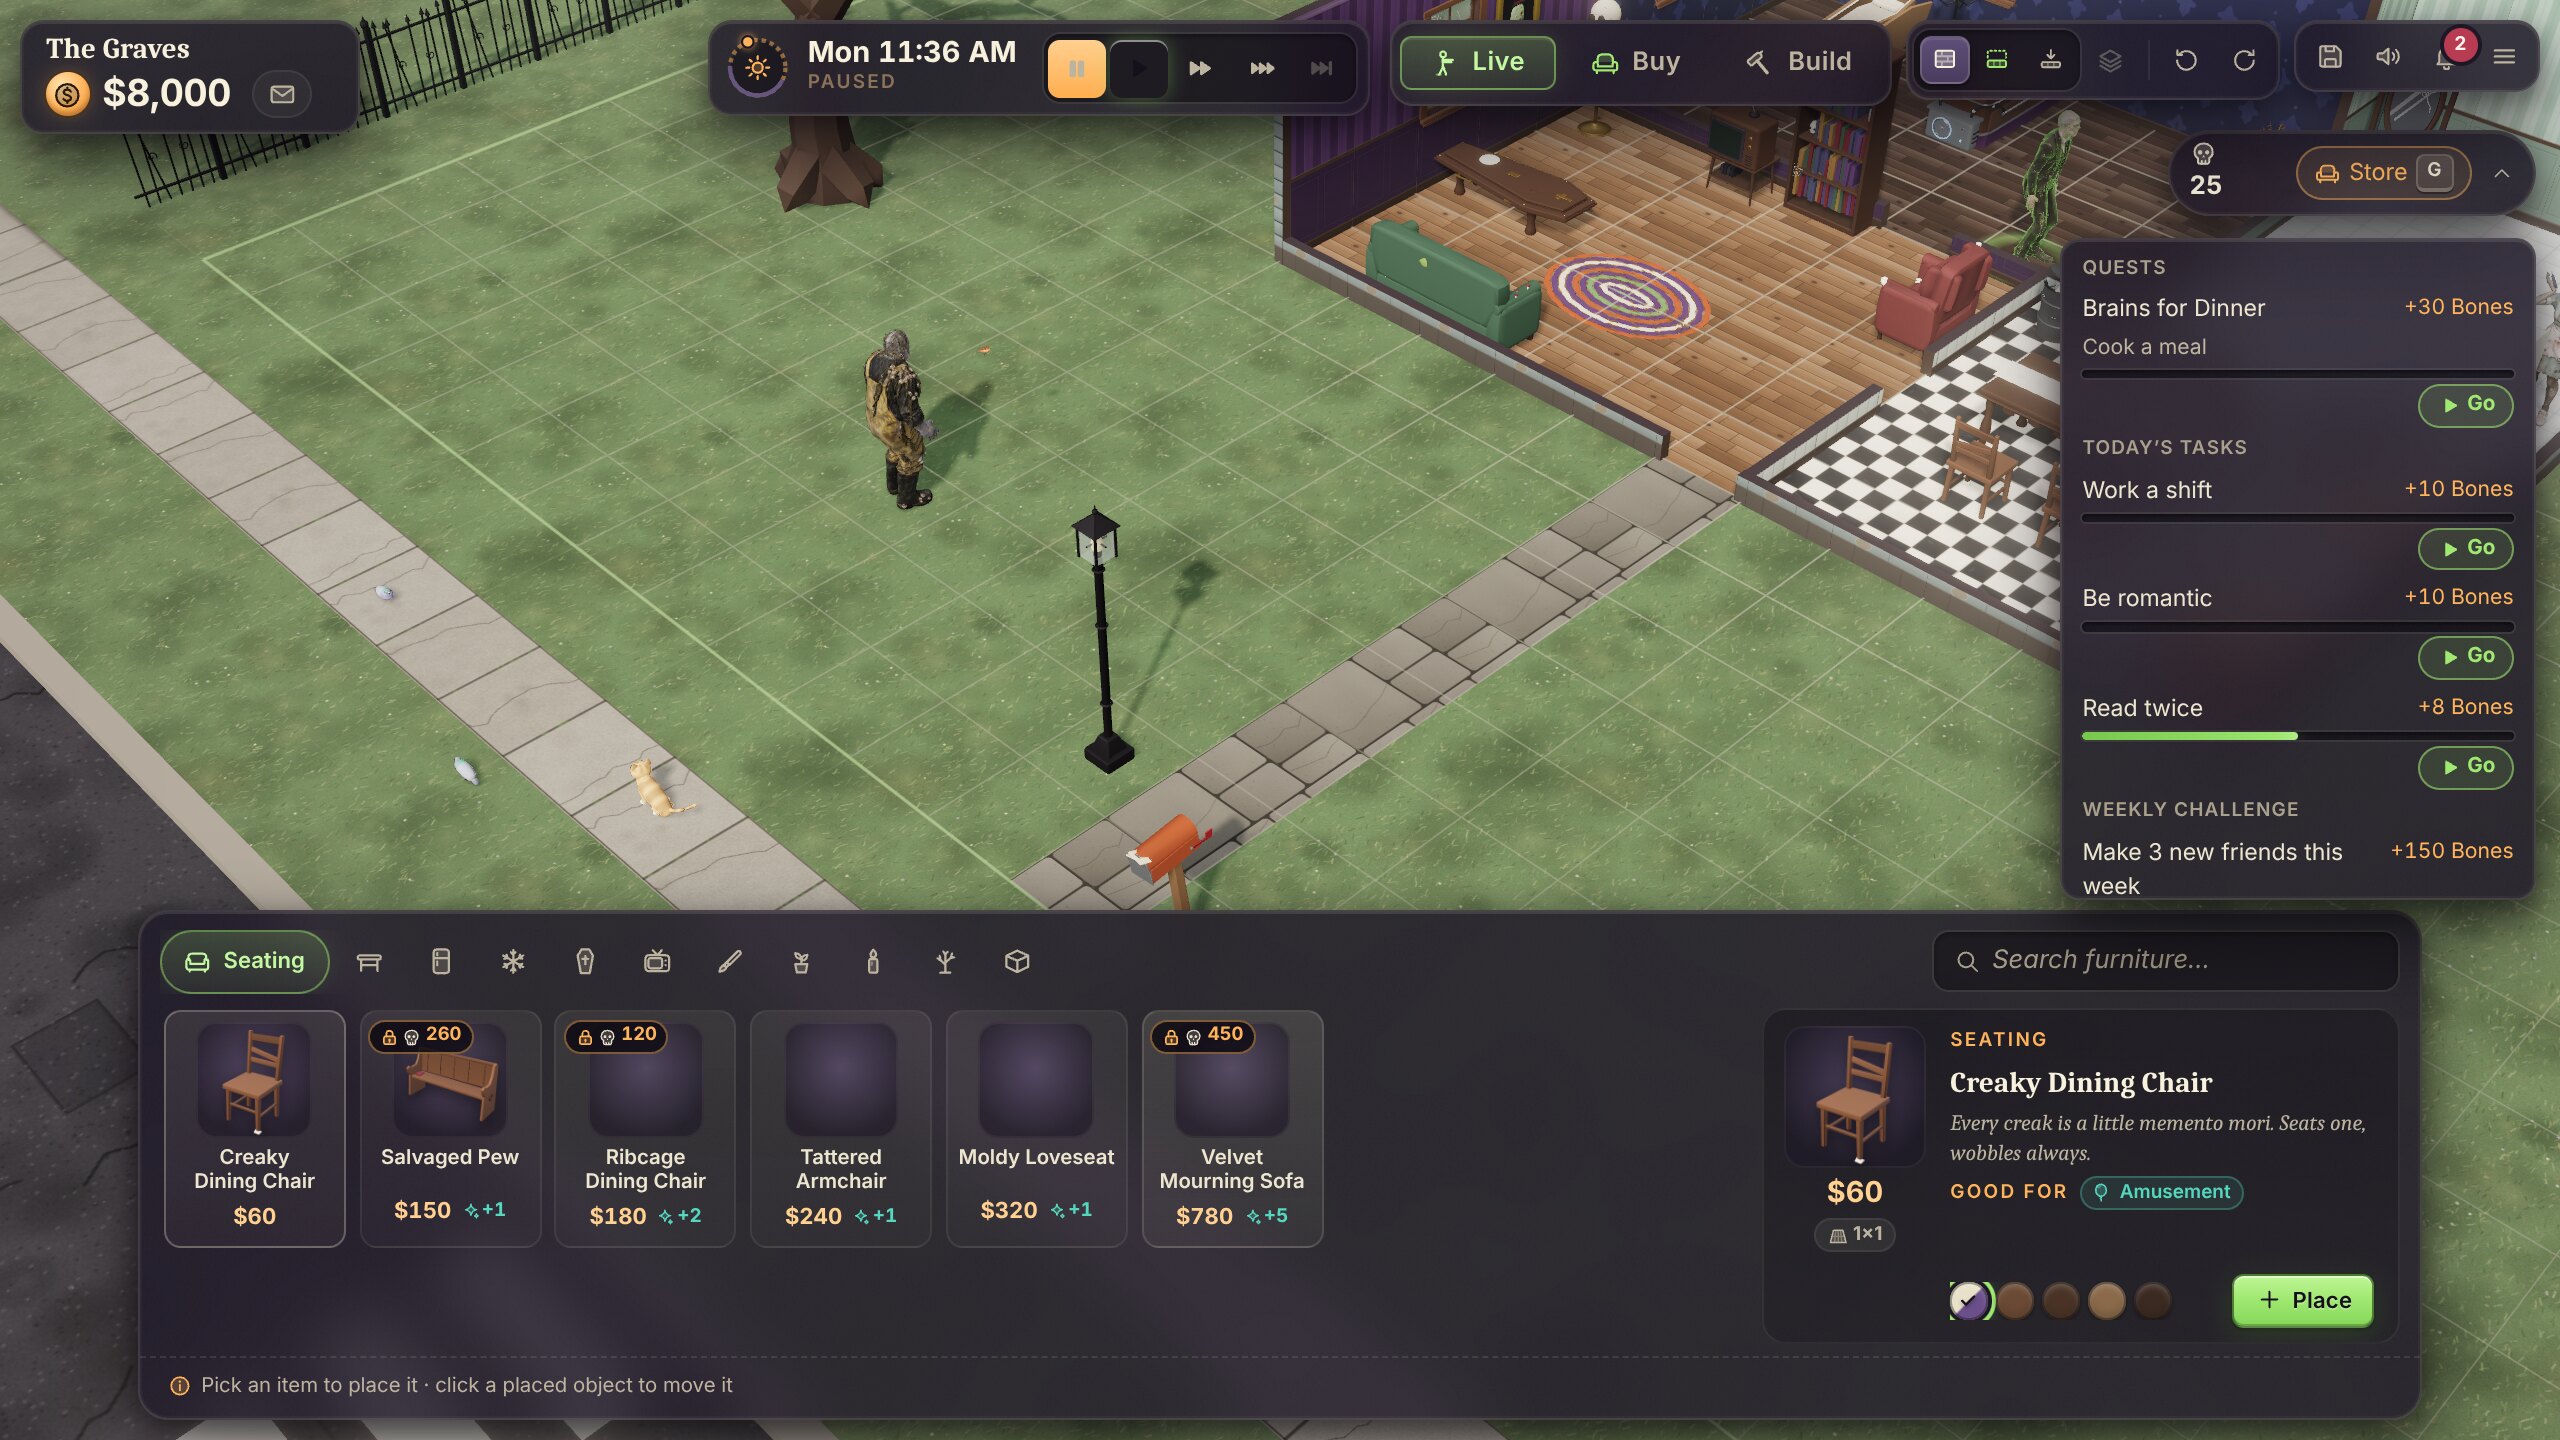 The Graves
$8,000
Mon 11:36 AM
PAUSED
Live
Buy
Build
2
25
Store
G
QUESTS
Brains for Dinner
+30 Bones
Cook a meal
Go
TODAY'S TASKS
Work a shift
+10 Bones
Go
Be romantic
+10 Bones
Go
Read twice
+8 Bones
Go
WEEKLY CHALLENGE
Make 3 new friends this
week
+150 Bones
Seating
Search furniture...
Creaky
Dining Chair
$60
260
Salvaged Pew
$150 +1
120
Ribcage
Dining Chair
$180 +2
Tattered
Armchair
$240 +1
Moldy Loveseat
$320 +1
450
Velvet
Mourning Sofa
$780 +5
SEATING
Creaky Dining Chair
Every creak is a little memento mori. Seats one,
wobbles always.
GOOD FOR
Amusement
$60
1×1
+ Place
Pick an item to place it · click a placed object to move it